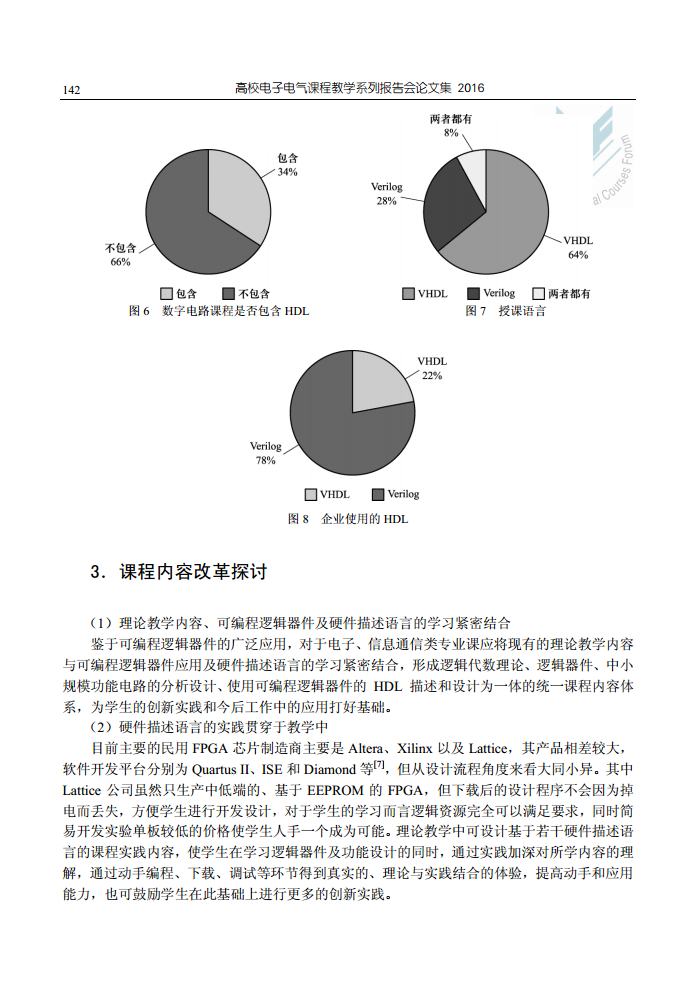 142
高校电子电气课程教学系列报告会论文集 2016
al Courses Forum
包含
34%
不包含
66%
包含 不包含
图 6 数字电路课程是否包含 HDL
两者都有
8%
Verilog
28%
VHDL
64%
VHDL Verilog 两者都有
图 7 授课语言
VHDL
22%
Verilog
78%
VHDL Verilog
图 8 企业使用的 HDL
3．课程内容改革探讨
（1）理论教学内容、可编程逻辑器件及硬件描述语言的学习紧密结合
鉴于可编程逻辑器件的广泛应用，对于电子、信息通信类专业课应将现有的理论教学内容
与可编程逻辑器件应用及硬件描述语言的学习紧密结合，形成逻辑代数理论、逻辑器件、中小
规模功能电路的分析设计、使用可编程逻辑器件的 HDL 描述和设计为一体的统一课程内容体
系，为学生的创新实践和今后工作中的应用打好基础。
（2）硬件描述语言的实践贯穿于教学中
目前主要的民用 FPGA 芯片制造商主要是 Altera、Xilinx 以及 Lattice，其产品相差较大，
软件开发平台分别为 Quartus II、ISE 和 Diamond 等[7]，但从设计流程角度来看大同小异。其中
Lattice 公司虽然只生产中低端的、基于 EEPROM 的 FPGA，但下载后的设计程序不会因为掉
电而丢失，方便学生进行开发设计，对于学生的学习而言逻辑资源完全可以满足要求，同时简
易开发实验单板较低的价格使学生人手一个成为可能。理论教学中可设计基于若干硬件描述语
言的课程实践内容，使学生在学习逻辑器件及功能设计的同时，通过实践加深对所学内容的理
解，通过动手编程、下载、调试等环节得到真实的、理论与实践结合的体验，提高动手和应用
能力，也可鼓励学生在此基础上进行更多的创新实践。